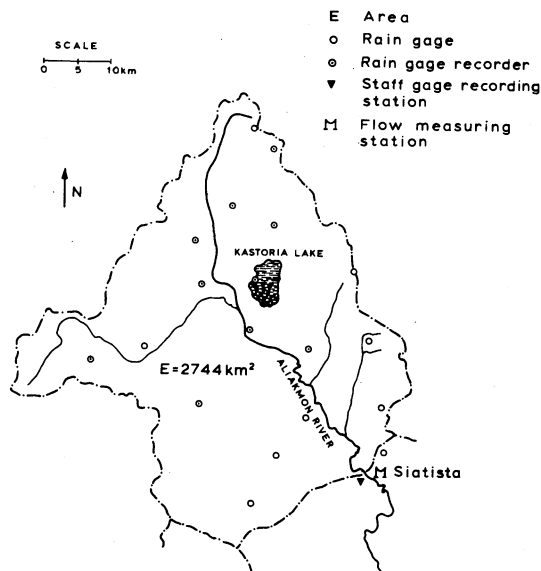 E Area
Rain gage
Rain gage recorder
Staff gage recording
station
M Flow measuring
station
SCALE
0 5 10km
N
KASTORIA LAKE
E=2744km²
ALIAKMON RIVER
M Siatista